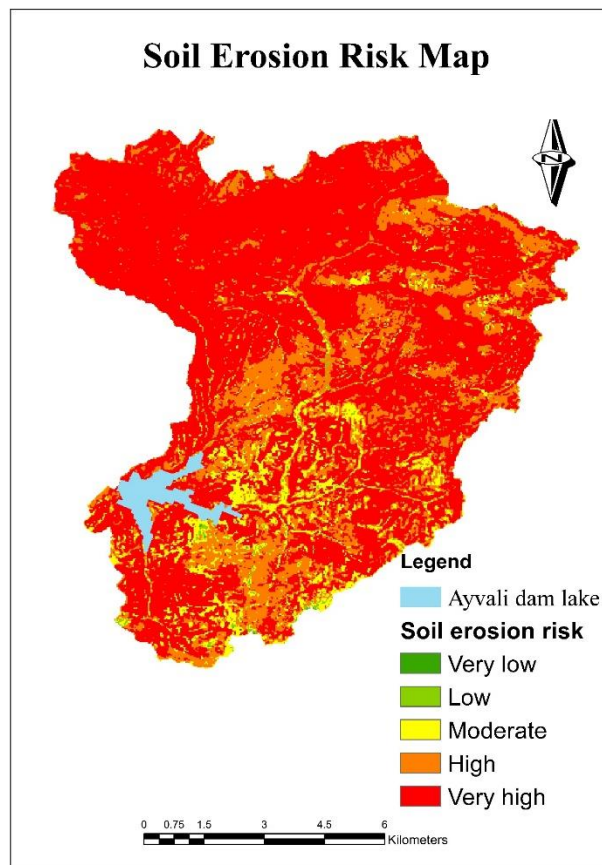 Soil Erosion Risk Map
N
Legend
Ayvali dam lake
Soil erosion risk
Very low
Low
Moderate
High
Very high
0 0.75 1.5 3 4.5 6
Kilometers